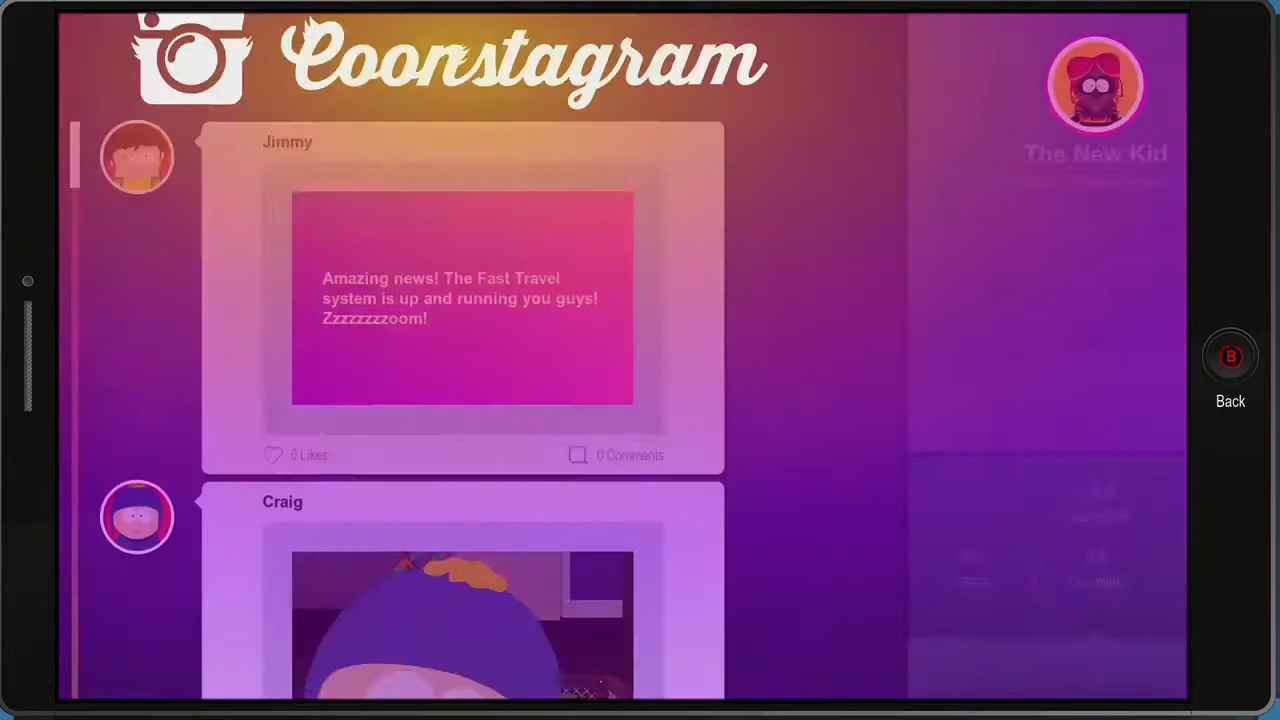 Coonstagram
The New Kid
Jimmy
Amazing news! The Fast Travel
system is up and running you guys!
Zzzzzzzzoom!
0 Likes
0 Comments
Craig
B
Back